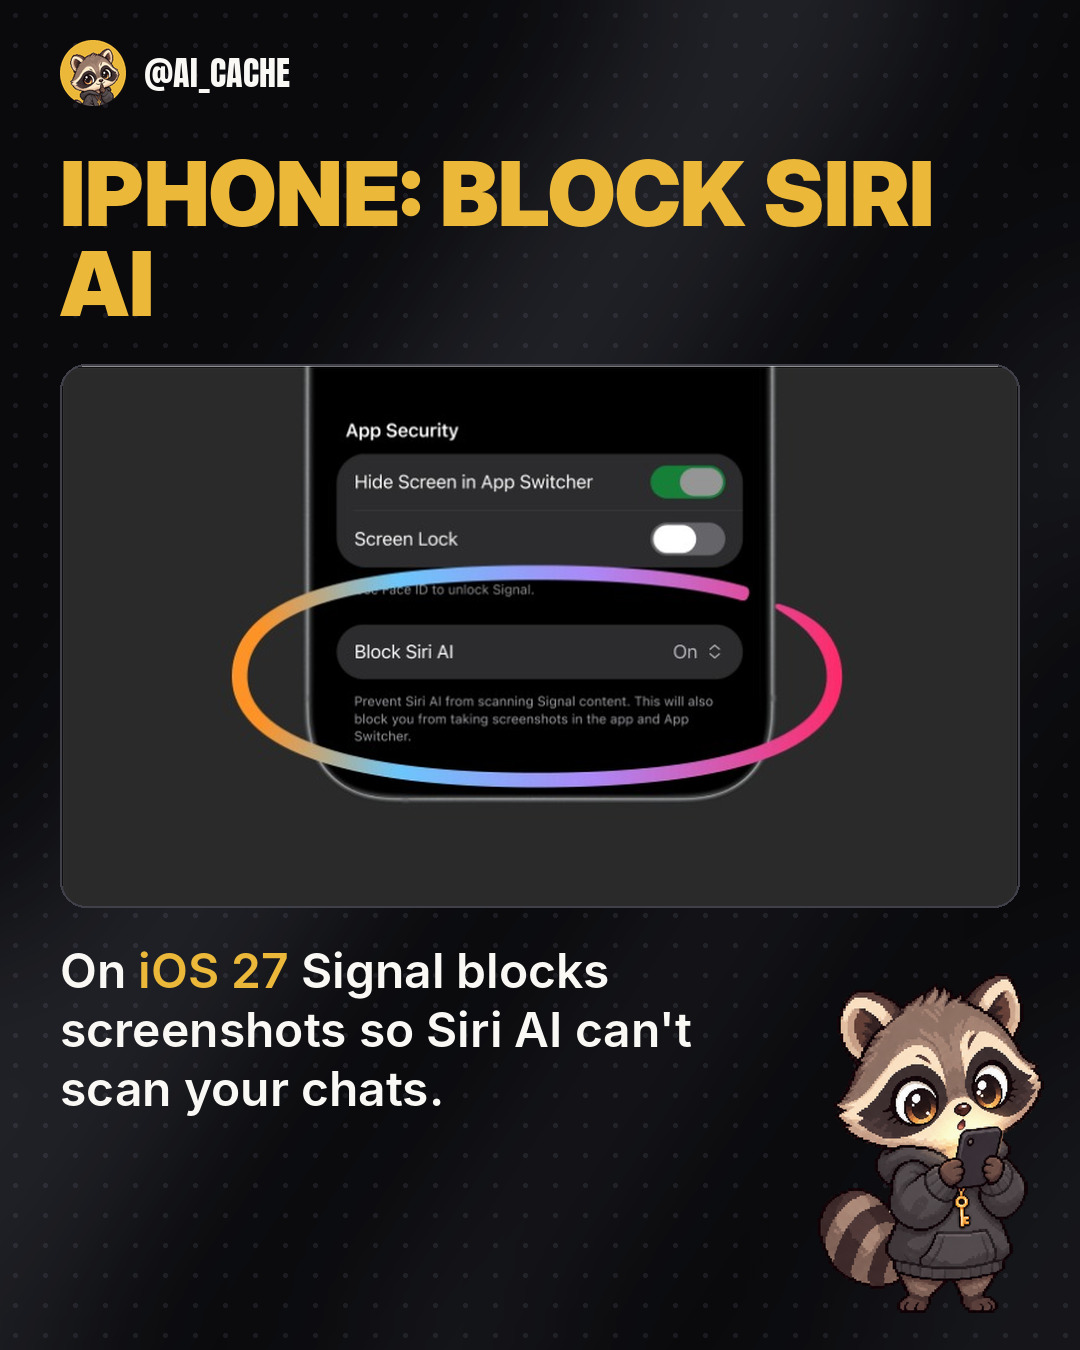 @AI_CACHE
IPHONE: BLOCK SIRI
AI
App Security
Hide Screen in App Switcher
Screen Lock
Face ID to unlock Signal.
Block Siri AI
On
Prevent Siri AI from scanning Signal content. This will also
block you from taking screenshots in the app and App
Switcher.
On iOS 27 Signal blocks
screenshots so Siri AI can't
scan your chats.